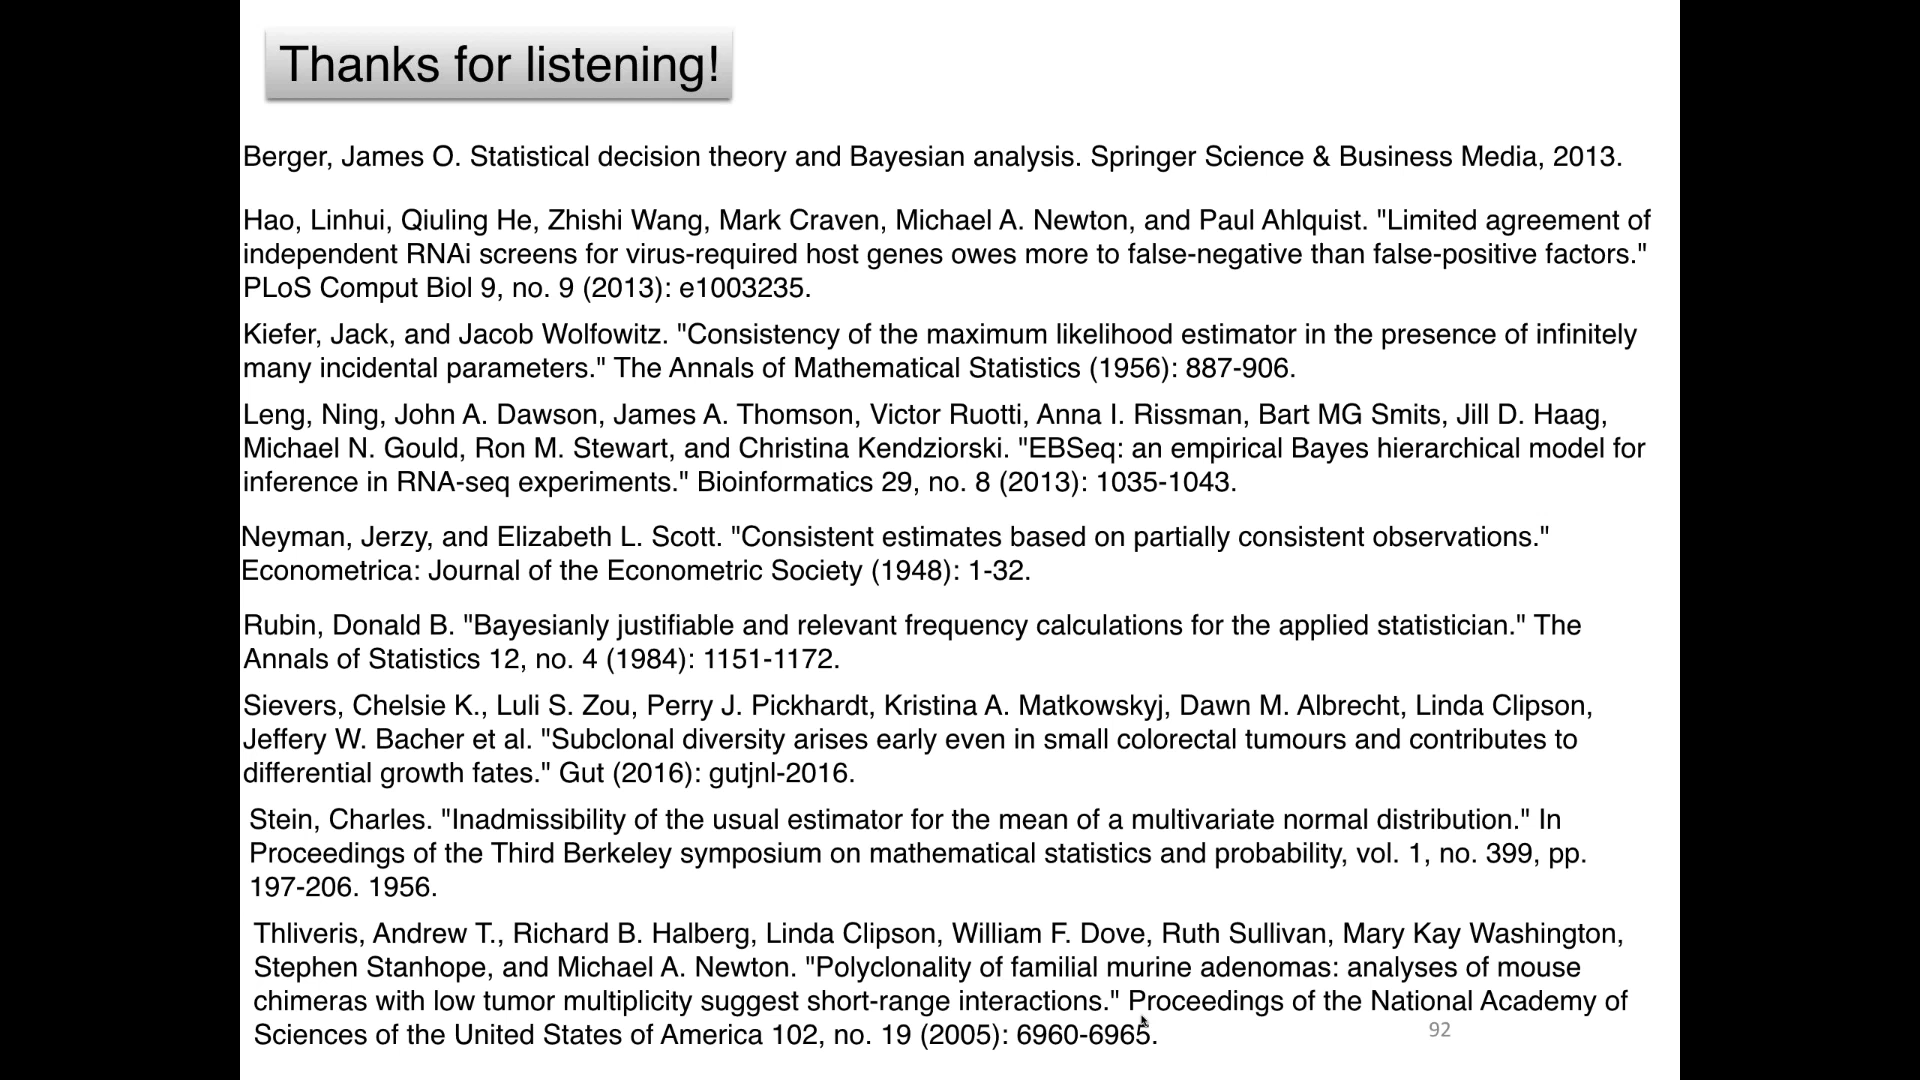 Thanks for listening!
Berger, James O. Statistical decision theory and Bayesian analysis. Springer Science & Business Media, 2013.
Hao, Linhui, Qiuling He, Zhishi Wang, Mark Craven, Michael A. Newton, and Paul Ahlquist. "Limited agreement of
independent RNAi screens for virus-required host genes owes more to false-negative than false-positive factors."
PLoS Comput Biol 9, no. 9 (2013): e1003235.
Kiefer, Jack, and Jacob Wolfowitz. "Consistency of the maximum likelihood estimator in the presence of infinitely
many incidental parameters." The Annals of Mathematical Statistics (1956): 887-906.
Leng, Ning, John A. Dawson, James A. Thomson, Victor Ruotti, Anna I. Rissman, Bart MG Smits, Jill D. Haag,
Michael N. Gould, Ron M. Stewart, and Christina Kendziorski. "EBSeq: an empirical Bayes hierarchical model for
inference in RNA-seq experiments." Bioinformatics 29, no. 8 (2013): 1035-1043.
Neyman, Jerzy, and Elizabeth L. Scott. "Consistent estimates based on partially consistent observations."
Econometrica: Journal of the Econometric Society (1948): 1-32.
Rubin, Donald B. "Bayesianly justifiable and relevant frequency calculations for the applied statistician." The
Annals of Statistics 12, no. 4 (1984): 1151-1172.
Sievers, Chelsie K., Luli S. Zou, Perry J. Pickhardt, Kristina A. Matkowskyj, Dawn M. Albrecht, Linda Clipson,
Jeffery W. Bacher et al. "Subclonal diversity arises early even in small colorectal tumours and contributes to
differential growth fates." Gut (2016): gutjnl-2016.
Stein, Charles. "Inadmissibility of the usual estimator for the mean of a multivariate normal distribution." In
Proceedings of the Third Berkeley symposium on mathematical statistics and probability, vol. 1, no. 399, pp.
197-206. 1956.
Thliveris, Andrew T., Richard B. Halberg, Linda Clipson, William F. Dove, Ruth Sullivan, Mary Kay Washington,
Stephen Stanhope, and Michael A. Newton. "Polyclonality of familial murine adenomas: analyses of mouse
chimeras with low tumor multiplicity suggest short-range interactions." Proceedings of the National Academy of
Sciences of the United States of America 102, no. 19 (2005): 6960-6965.
92